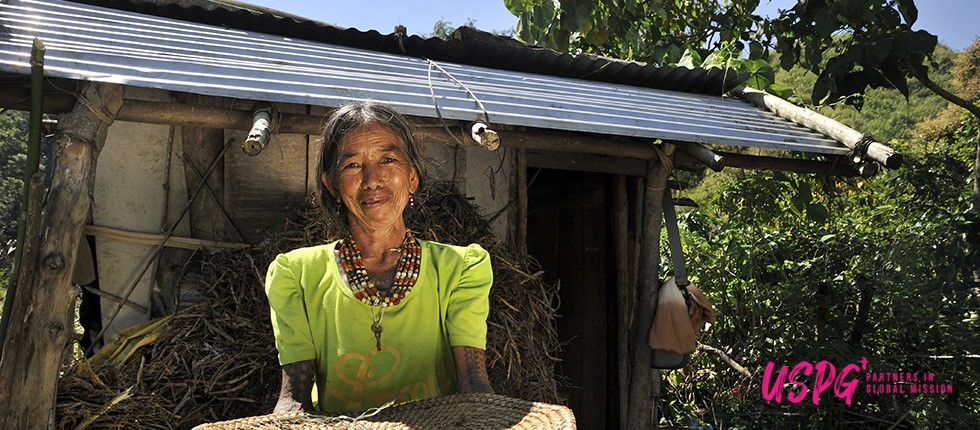 USPG+
PARTNERS IN
GLOBAL MISSION